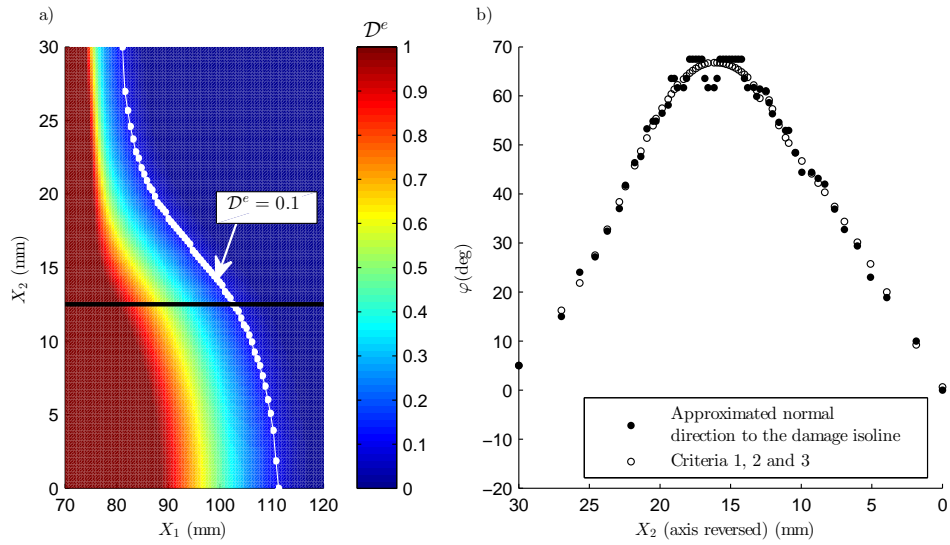 a)
b)
𝒟^e
30
25
20
15
10
5
0
X_2 (mm)
70 80 90 100 110 120
X_1 (mm)
𝒟^e = 0.1
1
0.9
0.8
0.7
0.6
0.5
0.4
0.3
0.2
0.1
0
70
60
50
40
30
20
10
0
−10
−20
φ(deg)
30 25 20 15 10 5 0
X_2 (axis reversed) (mm)
Approximated normal
direction to the damage isoline
Criteria 1, 2 and 3